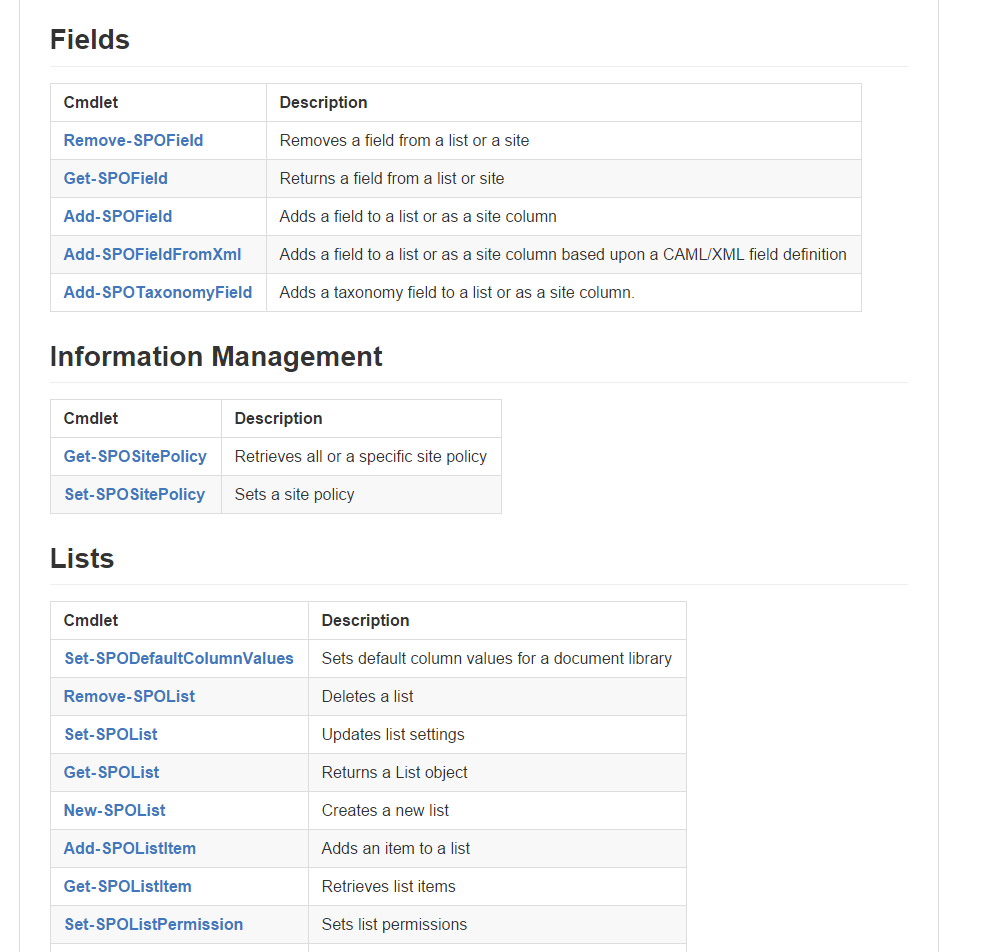 Fields
Cmdlet Description
Remove-SPOField Removes a field from a list or a site
Get-SPOField Returns a field from a list or site
Add-SPOField Adds a field to a list or as a site column
Add-SPOFieldFromXml Adds a field to a list or as a site column based upon a CAML/XML field definition
Add-SPOTaxonomyField Adds a taxonomy field to a list or as a site column.
Information Management
Cmdlet Description
Get-SPOSitePolicy Retrieves all or a specific site policy
Set-SPOSitePolicy Sets a site policy
Lists
Cmdlet Description
Set-SPODefaultColumnValues Sets default column values for a document library
Remove-SPOList Deletes a list
Set-SPOList Updates list settings
Get-SPOList Returns a List object
New-SPOList Creates a new list
Add-SPOListItem Adds an item to a list
Get-SPOListItem Retrieves list items
Set-SPOListPermission Sets list permissions